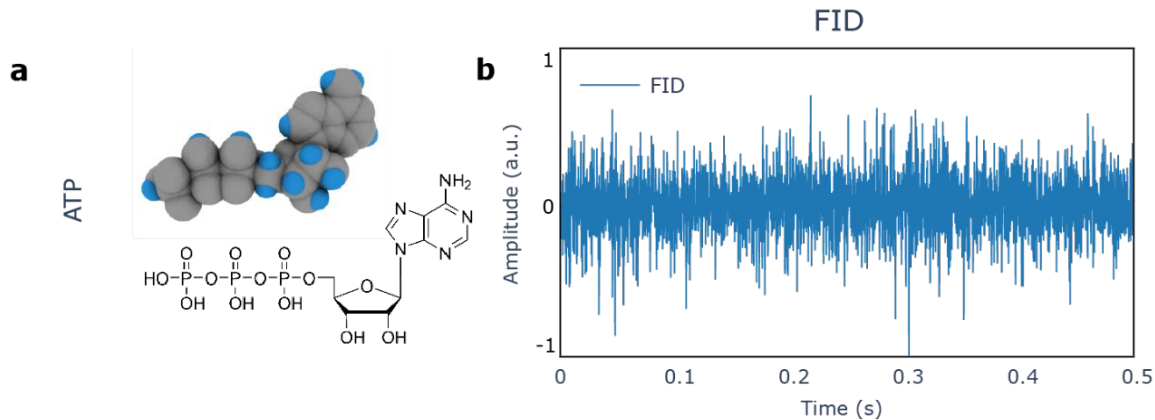 FID
a
b
ATP
NH₂
N
N
N
N
O
O
O
HO-P-O-P-O-P-O
OH
OH
OH
O
OH
OH
FID
1
0
-1
Amplitude (a.u.)
0
0.1
0.2
0.3
0.4
0.5
Time (s)